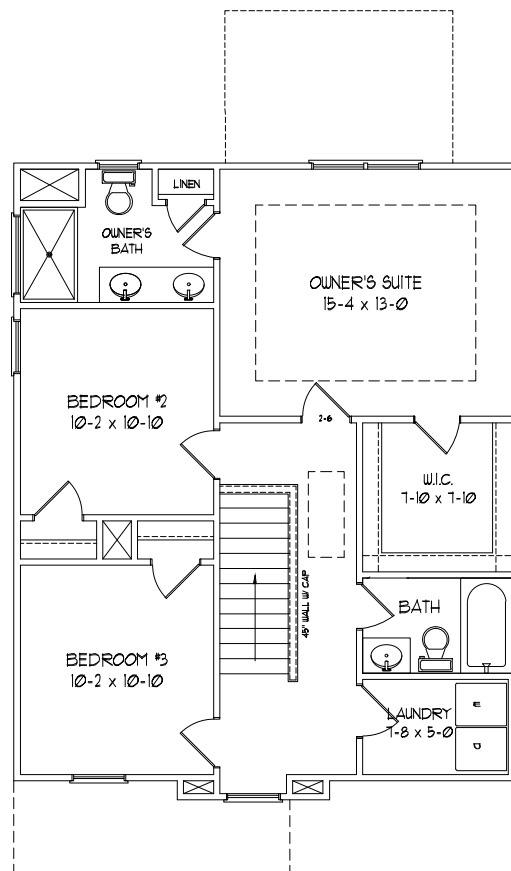 LINEN
OWNER'S
BATH
OWNER'S SUITE
15-4 x 13-0
BEDROOM #2
10-2 x 10-10
2-6
W.I.C.
7-10 x 7-10
45" WALL W/ CAP
BATH
BEDROOM #3
10-2 x 10-10
LAUNDRY
7-8 x 5-0
E
D